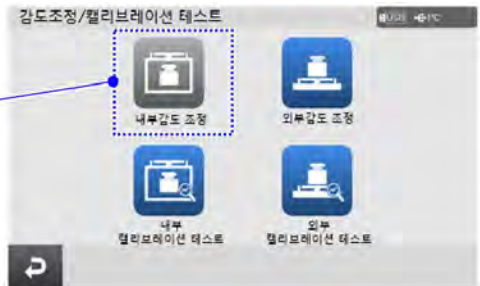 감도조정/캘리브레이션 테스트
USB PC
내부감도 조정
외부감도 조정
내부
캘리브레이션 테스트
외부
캘리브레이션 테스트